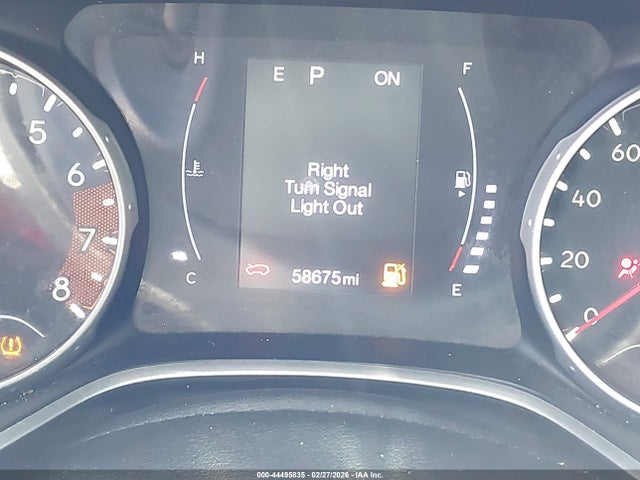 H
E P ON
F
5
6
7
8
Right
Turn Signal
Light Out
C
58675mi
E
60
40
20
0
000-44495835 - 02/27/2026 - © IAA, Inc.